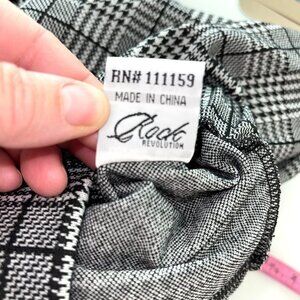 RN# 111159
MADE IN CHINA
Rock
REVOLUTION